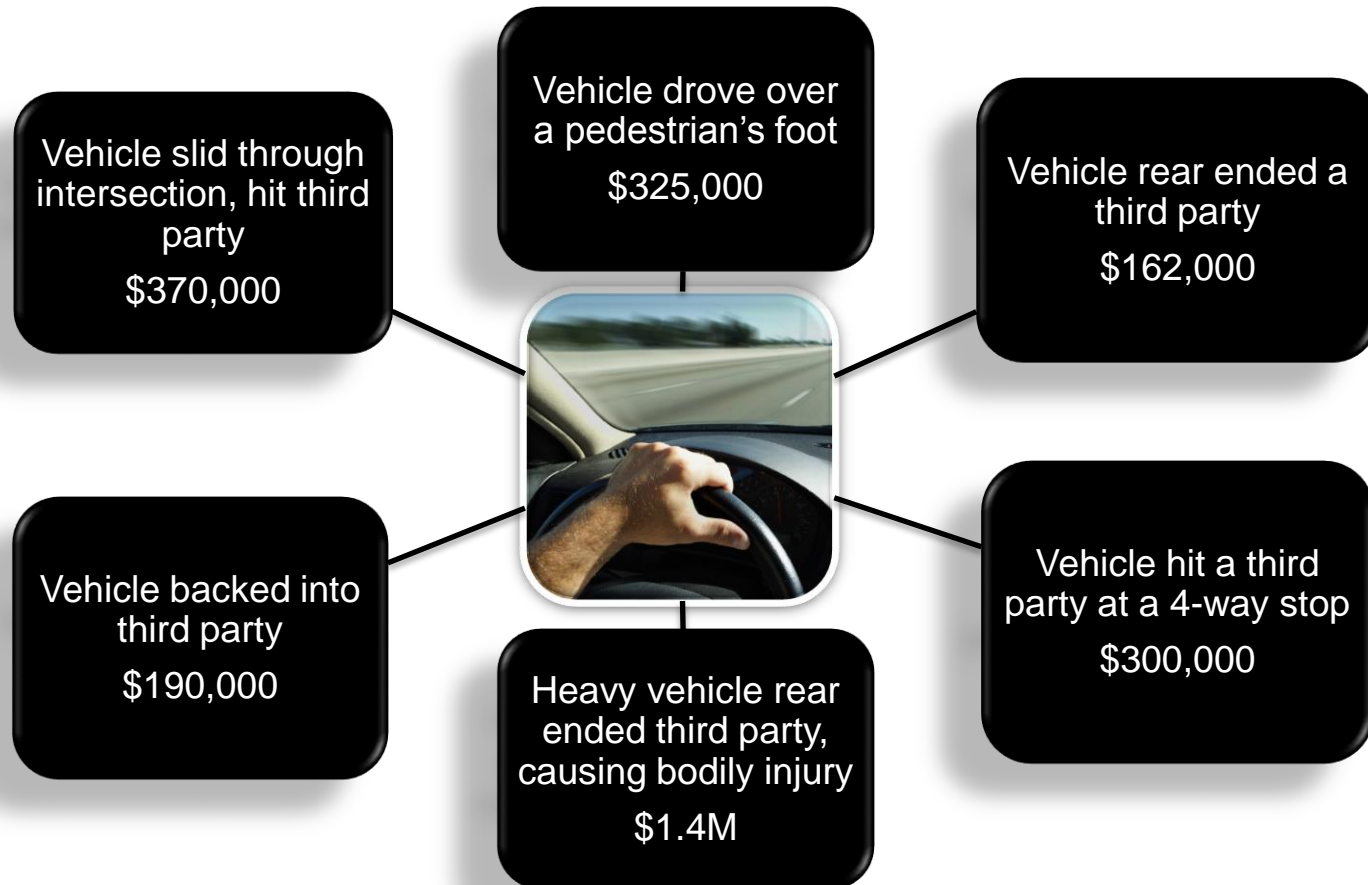 Vehicle drove over
a pedestrian’s foot
$325,000
Vehicle rear ended a
third party
$162,000
Vehicle hit a third
party at a 4-way stop
$300,000
Heavy vehicle rear
ended third party,
causing bodily injury
$1.4M
Vehicle backed into
third party
$190,000
Vehicle slid through
intersection, hit third
party
$370,000